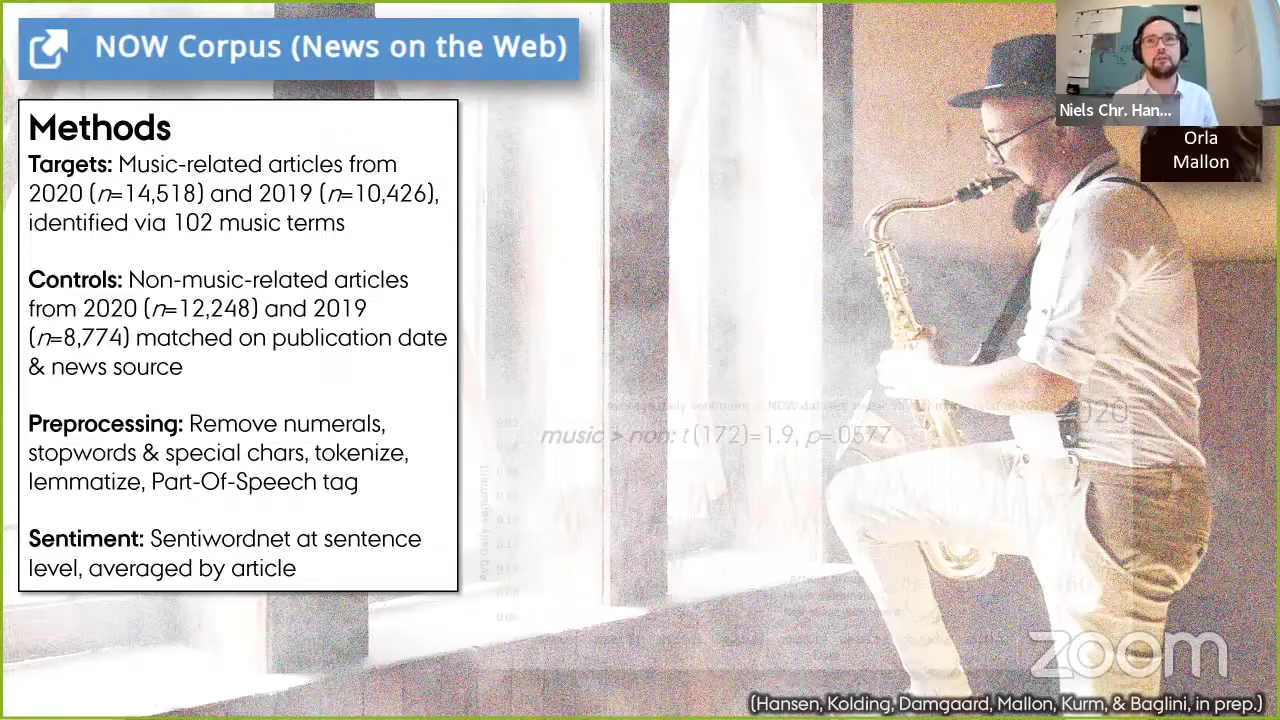 NOW Corpus (News on the Web)
Methods
Targets: Music-related articles from
2020 (n=14,518) and 2019 (n=10,426),
identified via 102 music terms
Controls: Non-music-related articles
from 2020 (n=12,248) and 2019
(n=8,774) matched on publication date
& news source
Preprocessing: Remove numerals,
stopwords & special chars, tokenize,
lemmatize, Part-Of-Speech tag
Sentiment: Sentiwordnet at sentence
level, averaged by article
Niels Chr. Han...
Orla
Mallon
music > non: t(172)=1.9, p=.0577
zoom
(Hansen, Kolding, Damgaard, Mallon, Kurm, & Baglini, in prep.)